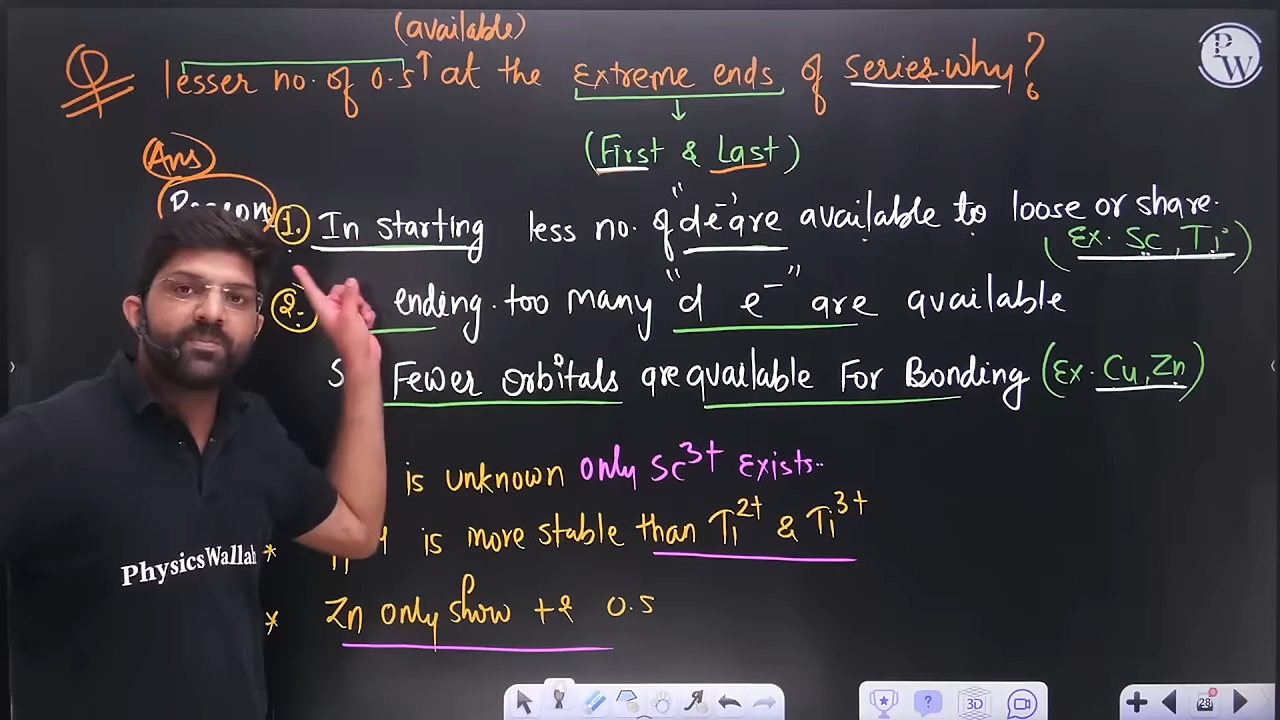 (available)
Q lesser no. of o.s ↑ at the extreme ends of series. why?
PW
(First & Last)
Ans
Reason
1. In starting less no. of "d e⁻" are available to loose or share.
(Ex. Sc, Ti)
2. ending. too many "d e⁻" are available
Fewer orbitals are available For Bonding (Ex. Cu, Zn)
is unknown only Sc³⁺ exists..
* is more stable than Ti²⁺ & Ti³⁺
PhysicsWallah
* Zn only show +2 o.s
3D
28